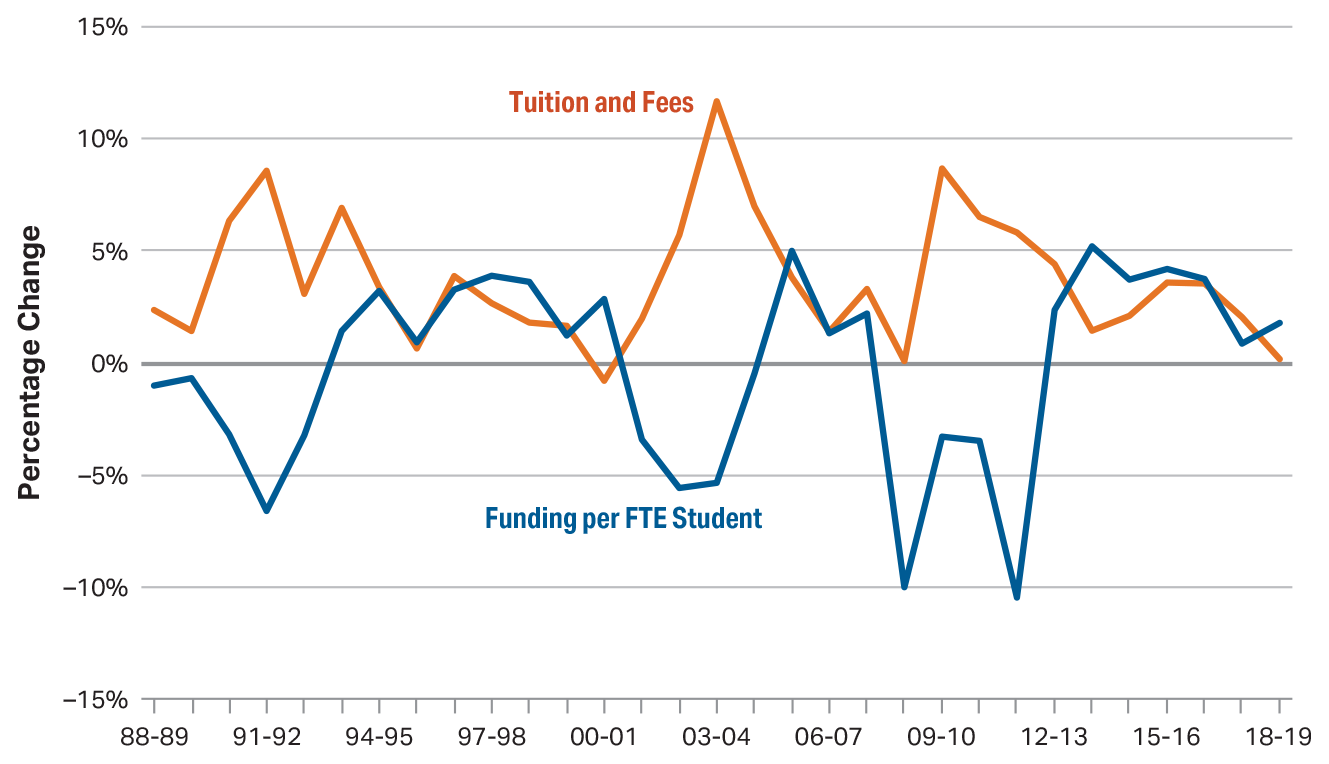 15%
Tuition and Fees
10%
5%
0%
–5%
Funding per FTE Student
–10%
–15%
Percentage Change
88-89 91-92 94-95 97-98 00-01 03-04 06-07 09-10 12-13 15-16 18-19